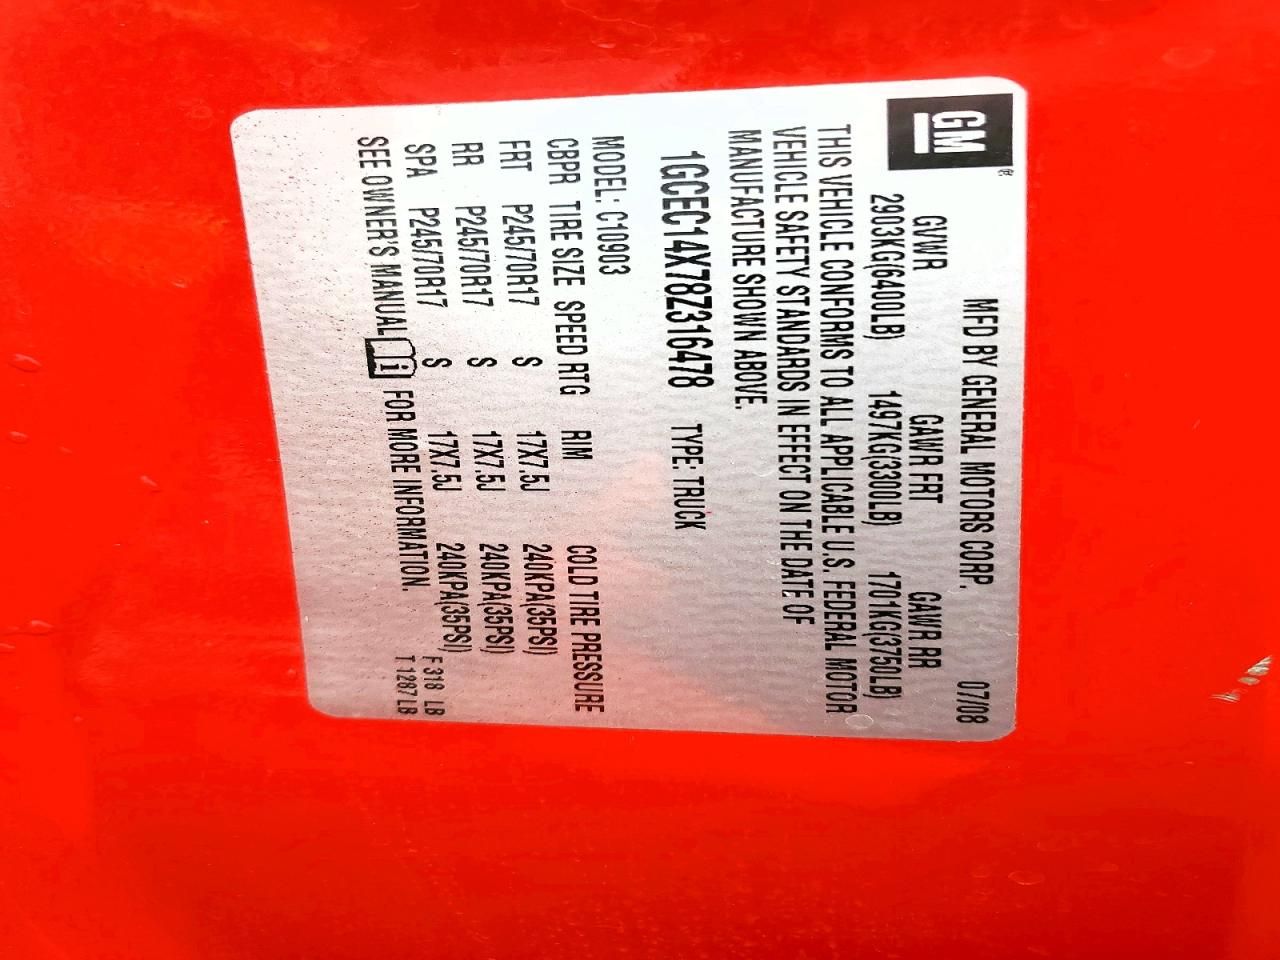 GM®
MFD BY GENERAL MOTORS CORP. 07/08
GVWR GAWR FRT GAWR RR
2903KG(6400LB) 1497KG(3300LB) 1701KG(3750LB)
THIS VEHICLE CONFORMS TO ALL APPLICABLE U.S. FEDERAL MOTOR
VEHICLE SAFETY STANDARDS IN EFFECT ON THE DATE OF
MANUFACTURE SHOWN ABOVE.
1GCEC14X78Z316478 TYPE: TRUCK
MODEL: C10903
CBPR TIRE SIZE SPEED RTG RIM COLD TIRE PRESSURE
FRT P245/70R17 S 17X7.5J 240KPA(35PSI)
RR P245/70R17 S 17X7.5J 240KPA(35PSI)
SPA P245/70R17 S 17X7.5J 240KPA(35PSI) F 318 LB
SEE OWNER'S MANUAL i FOR MORE INFORMATION. T 1287 LB